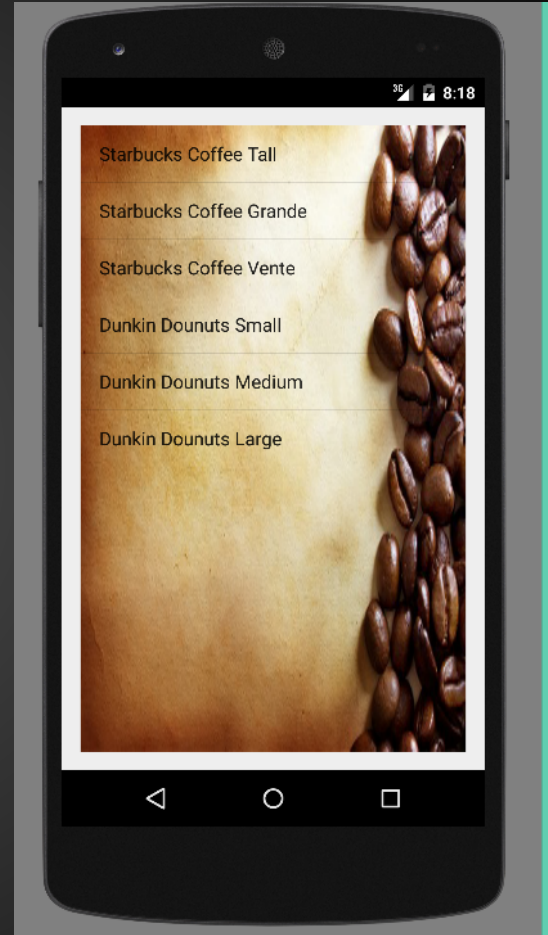 3G 8:18
Starbucks Coffee Tall
Starbucks Coffee Grande
Starbucks Coffee Vente
Dunkin Dounuts Small
Dunkin Dounuts Medium
Dunkin Dounuts Large